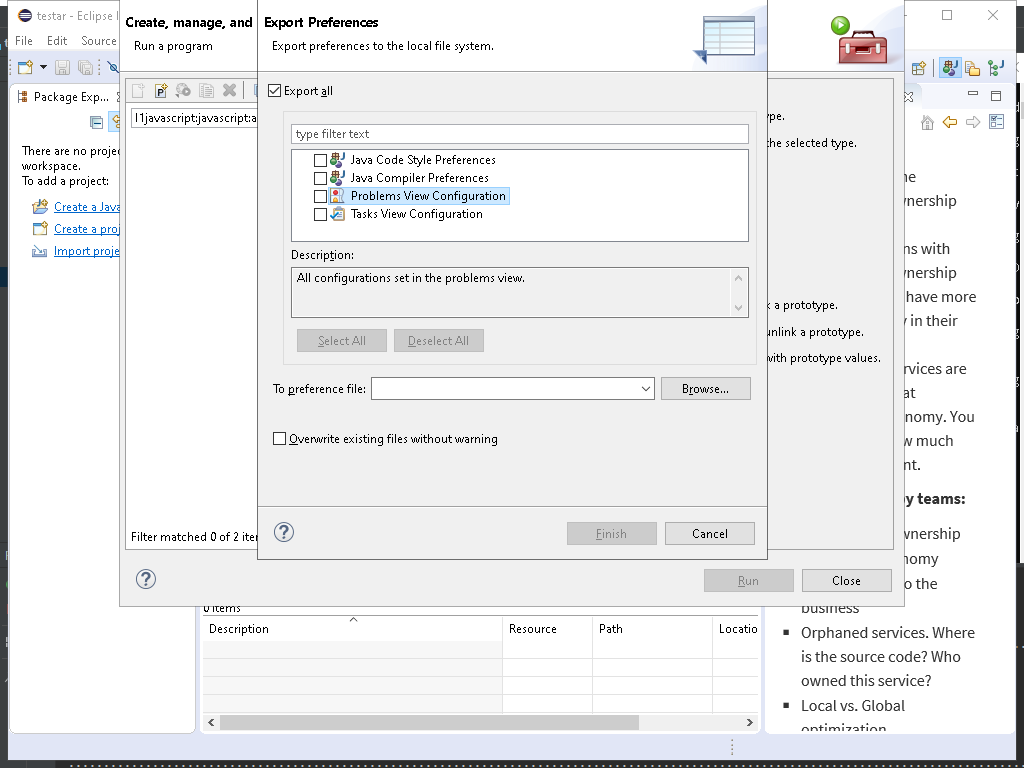 testar - Eclipse I
Create, manage, and
Export Preferences
File Edit Source
Run a program
Export preferences to the local file system.
Package Exp...
Export all
l1javascript:javascript:a
type filter text
Java Code Style Preferences
Java Compiler Preferences
Problems View Configuration
Tasks View Configuration
Description:
All configurations set in the problems view.
Select All
Deselect All
To preference file:
Browse...
Overwrite existing files without warning
Finish
Cancel
There are no proje
workspace.
To add a project:
Create a Java
Create a proj
Import proje
Filter matched 0 of 2 iter
ype.
the selected type.
k a prototype.
unlink a prototype.
with prototype values.
Run
Close
0 items
Description
Resource
Path
Locatio
he
wnership
ns with
wnership
have more
y in their
rvices are
at
nomy. You
w much
nt.
y teams:
wnership
nomy
o the
business
Orphaned services. Where
is the source code? Who
owned this service?
Local vs. Global
optimization